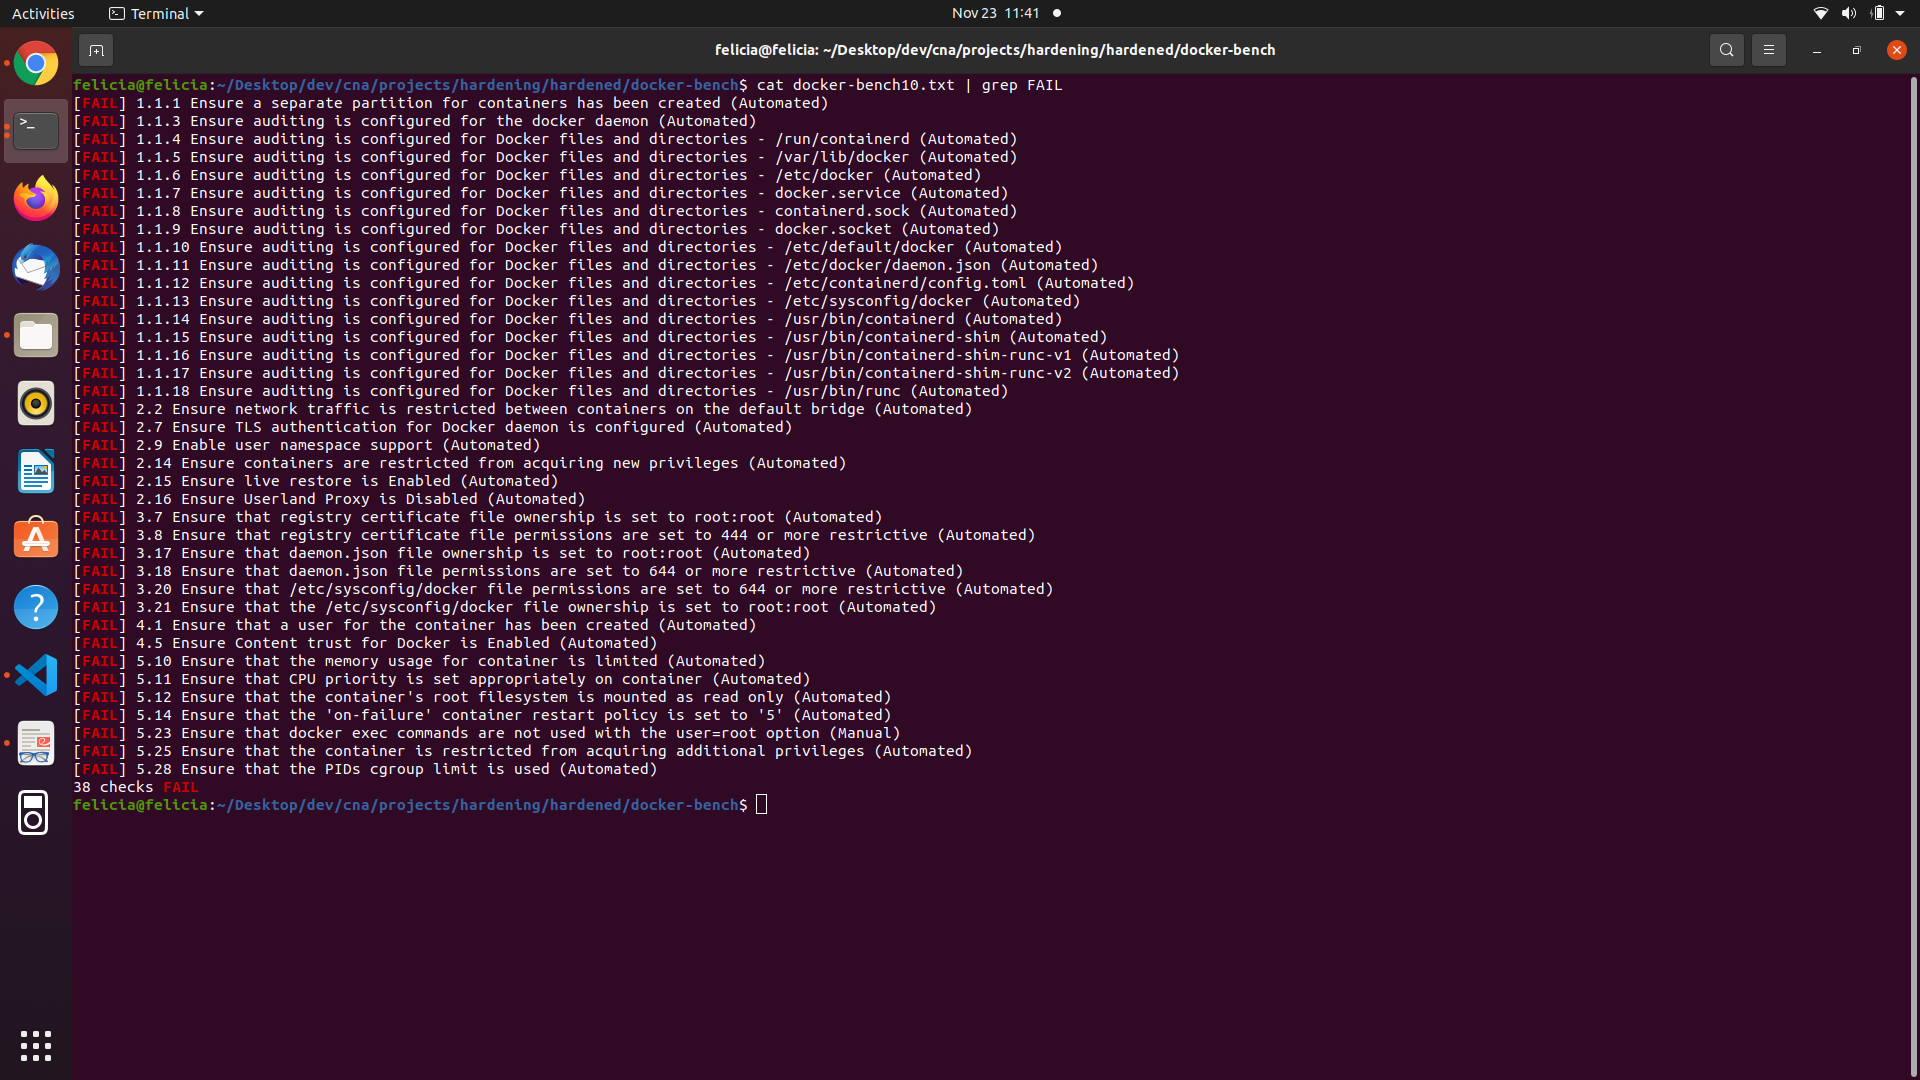 Activities
Terminal
Nov 23 11:41
felicia@felicia: ~/Desktop/dev/cna/projects/hardening/hardened/docker-bench
felicia@felicia:~/Desktop/dev/cna/projects/hardening/hardened/docker-bench$ cat docker-bench10.txt | grep FAIL
[FAIL] 1.1.1 Ensure a separate partition for containers has been created (Automated)
[FAIL] 1.1.3 Ensure auditing is configured for the docker daemon (Automated)
[FAIL] 1.1.4 Ensure auditing is configured for Docker files and directories - /run/containerd (Automated)
[FAIL] 1.1.5 Ensure auditing is configured for Docker files and directories - /var/lib/docker (Automated)
[FAIL] 1.1.6 Ensure auditing is configured for Docker files and directories - /etc/docker (Automated)
[FAIL] 1.1.7 Ensure auditing is configured for Docker files and directories - docker.service (Automated)
[FAIL] 1.1.8 Ensure auditing is configured for Docker files and directories - containerd.sock (Automated)
[FAIL] 1.1.9 Ensure auditing is configured for Docker files and directories - docker.socket (Automated)
[FAIL] 1.1.10 Ensure auditing is configured for Docker files and directories - /etc/default/docker (Automated)
[FAIL] 1.1.11 Ensure auditing is configured for Docker files and directories - /etc/docker/daemon.json (Automated)
[FAIL] 1.1.12 Ensure auditing is configured for Docker files and directories - /etc/containerd/config.toml (Automated)
[FAIL] 1.1.13 Ensure auditing is configured for Docker files and directories - /etc/sysconfig/docker (Automated)
[FAIL] 1.1.14 Ensure auditing is configured for Docker files and directories - /usr/bin/containerd (Automated)
[FAIL] 1.1.15 Ensure auditing is configured for Docker files and directories - /usr/bin/containerd-shim (Automated)
[FAIL] 1.1.16 Ensure auditing is configured for Docker files and directories - /usr/bin/containerd-shim-runc-v1 (Automated)
[FAIL] 1.1.17 Ensure auditing is configured for Docker files and directories - /usr/bin/containerd-shim-runc-v2 (Automated)
[FAIL] 1.1.18 Ensure auditing is configured for Docker files and directories - /usr/bin/runc (Automated)
[FAIL] 2.2 Ensure network traffic is restricted between containers on the default bridge (Automated)
[FAIL] 2.7 Ensure TLS authentication for Docker daemon is configured (Automated)
[FAIL] 2.9 Enable user namespace support (Automated)
[FAIL] 2.14 Ensure containers are restricted from acquiring new privileges (Automated)
[FAIL] 2.15 Ensure live restore is Enabled (Automated)
[FAIL] 2.16 Ensure Userland Proxy is Disabled (Automated)
[FAIL] 3.7 Ensure that registry certificate file ownership is set to root:root (Automated)
[FAIL] 3.8 Ensure that registry certificate file permissions are set to 444 or more restrictive (Automated)
[FAIL] 3.17 Ensure that daemon.json file ownership is set to root:root (Automated)
[FAIL] 3.18 Ensure that daemon.json file permissions are set to 644 or more restrictive (Automated)
[FAIL] 3.20 Ensure that /etc/sysconfig/docker file permissions are set to 644 or more restrictive (Automated)
[FAIL] 3.21 Ensure that the /etc/sysconfig/docker file ownership is set to root:root (Automated)
[FAIL] 4.1 Ensure that a user for the container has been created (Automated)
[FAIL] 4.5 Ensure Content trust for Docker is Enabled (Automated)
[FAIL] 5.10 Ensure that the memory usage for container is limited (Automated)
[FAIL] 5.11 Ensure that CPU priority is set appropriately on container (Automated)
[FAIL] 5.12 Ensure that the container's root filesystem is mounted as read only (Automated)
[FAIL] 5.14 Ensure that the 'on-failure' container restart policy is set to '5' (Automated)
[FAIL] 5.23 Ensure that docker exec commands are not used with the user=root option (Manual)
[FAIL] 5.25 Ensure that the container is restricted from acquiring additional privileges (Automated)
[FAIL] 5.28 Ensure that the PIDs cgroup limit is used (Automated)
38 checks FAIL
felicia@felicia:~/Desktop/dev/cna/projects/hardening/hardened/docker-bench$